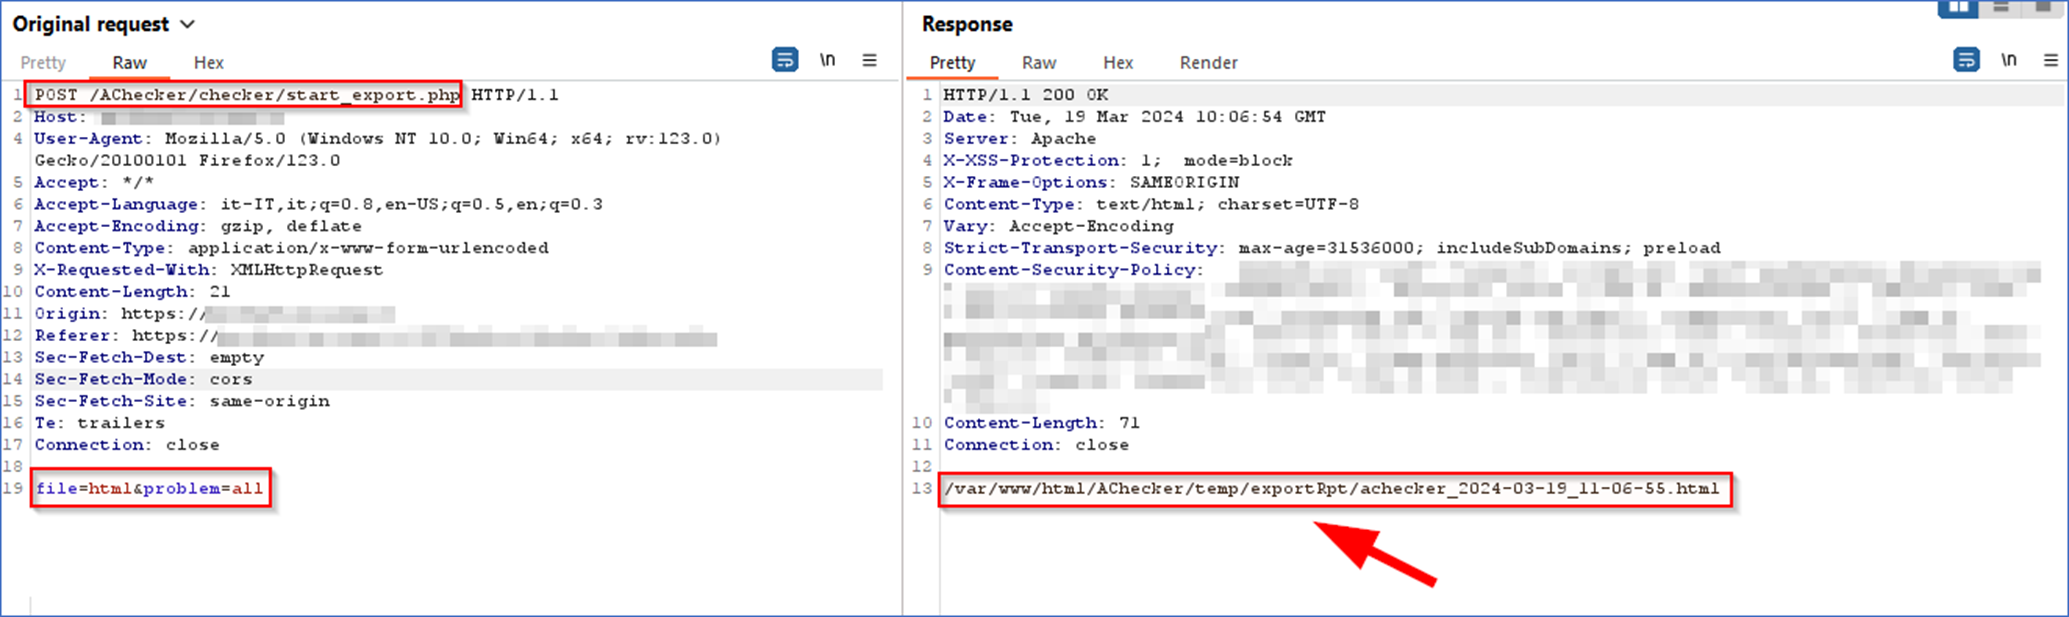 Original request
Pretty Raw Hex \n
1 POST /AChecker/checker/start_export.php HTTP/1.1
2 Host:
4 User-Agent: Mozilla/5.0 (Windows NT 10.0; Win64; x64; rv:123.0)
Gecko/20100101 Firefox/123.0
5 Accept: */*
6 Accept-Language: it-IT,it;q=0.8,en-US;q=0.5,en;q=0.3
7 Accept-Encoding: gzip, deflate
8 Content-Type: application/x-www-form-urlencoded
9 X-Requested-With: XMLHttpRequest
10 Content-Length: 21
11 Origin: https://
12 Referer: https://
13 Sec-Fetch-Dest: empty
14 Sec-Fetch-Mode: cors
15 Sec-Fetch-Site: same-origin
16 Te: trailers
17 Connection: close
18
19 file=html&problem=all
Response
Pretty Raw Hex Render \n
1 HTTP/1.1 200 OK
2 Date: Tue, 19 Mar 2024 10:06:54 GMT
3 Server: Apache
4 X-XSS-Protection: 1; mode=block
5 X-Frame-Options: SAMEORIGIN
6 Content-Type: text/html; charset=UTF-8
7 Vary: Accept-Encoding
8 Strict-Transport-Security: max-age=31536000; includeSubDomains; preload
9 Content-Security-Policy:
10 Content-Length: 71
11 Connection: close
12
13 /var/www/html/AChecker/temp/exportRpt/achecker_2024-03-19_11-06-55.html